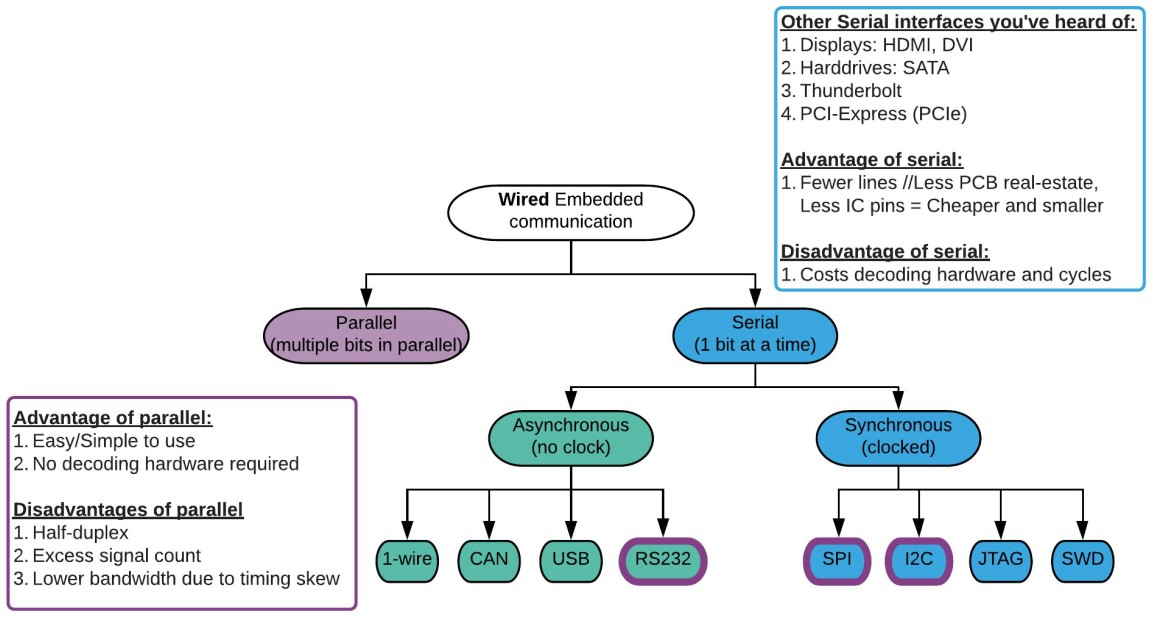 Other Serial interfaces you've heard of:
1. Displays: HDMI, DVI
2. Harddrives: SATA
3. Thunderbolt
4. PCI-Express (PCIe)
Advantage of serial:
1. Fewer lines //Less PCB real-estate,
Less IC pins = Cheaper and smaller
Disadvantage of serial:
1. Costs decoding hardware and cycles
Wired Embedded
communication
Parallel
(multiple bits in parallel)
Serial
(1 bit at a time)
Advantage of parallel:
1. Easy/Simple to use
2. No decoding hardware required
Disadvantages of parallel
1. Half-duplex
2. Excess signal count
3. Lower bandwidth due to timing skew
Asynchronous
(no clock)
Synchronous
(clocked)
1-wire
CAN
USB
RS232
SPI
I2C
JTAG
SWD